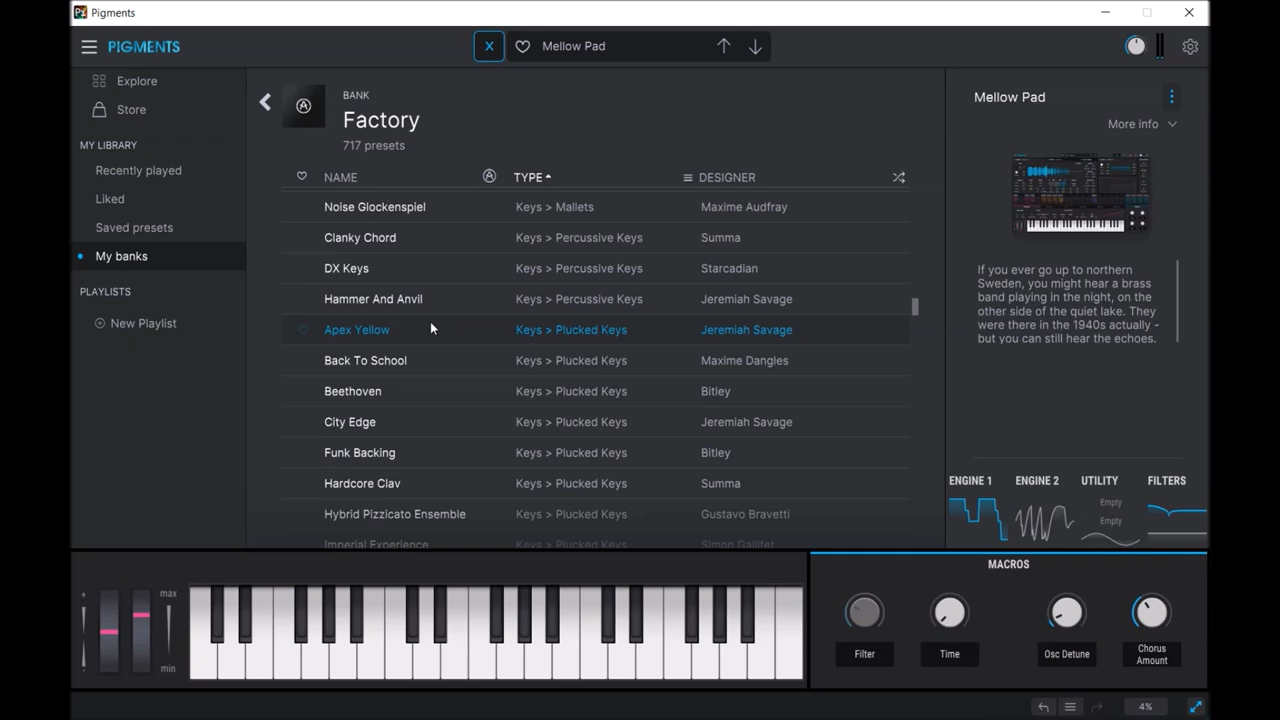 Pigments
PIGMENTS
X
Mellow Pad
Explore
Store
MY LIBRARY
Recently played
Liked
Saved presets
My banks
PLAYLISTS
New Playlist
BANK
Factory
717 presets
NAME TYPE DESIGNER
Noise Glockenspiel Keys > Mallets Maxime Audfray
Clanky Chord Keys > Percussive Keys Summa
DX Keys Keys > Percussive Keys Starcadian
Hammer And Anvil Keys > Percussive Keys Jeremiah Savage
Apex Yellow Keys > Plucked Keys Jeremiah Savage
Back To School Keys > Plucked Keys Maxime Dangles
Beethoven Keys > Plucked Keys Bitley
City Edge Keys > Plucked Keys Jeremiah Savage
Funk Backing Keys > Plucked Keys Bitley
Hardcore Clav Keys > Plucked Keys Summa
Hybrid Pizzicato Ensemble Keys > Plucked Keys Gustavo Bravetti
Imperial Experience Keys > Plucked Keys Simon Gallifet
Mellow Pad
More info
If you ever go up to northern
Sweden, you might hear a brass
band playing in the night, on the
other side of the quiet lake. They
were there in the 1940s actually -
but you can still hear the echoes.
ENGINE 1 ENGINE 2 UTILITY FILTERS
Empty
Empty
+
-
max
min
MACROS
Filter
Time
Osc Detune
Chorus
Amount
4%